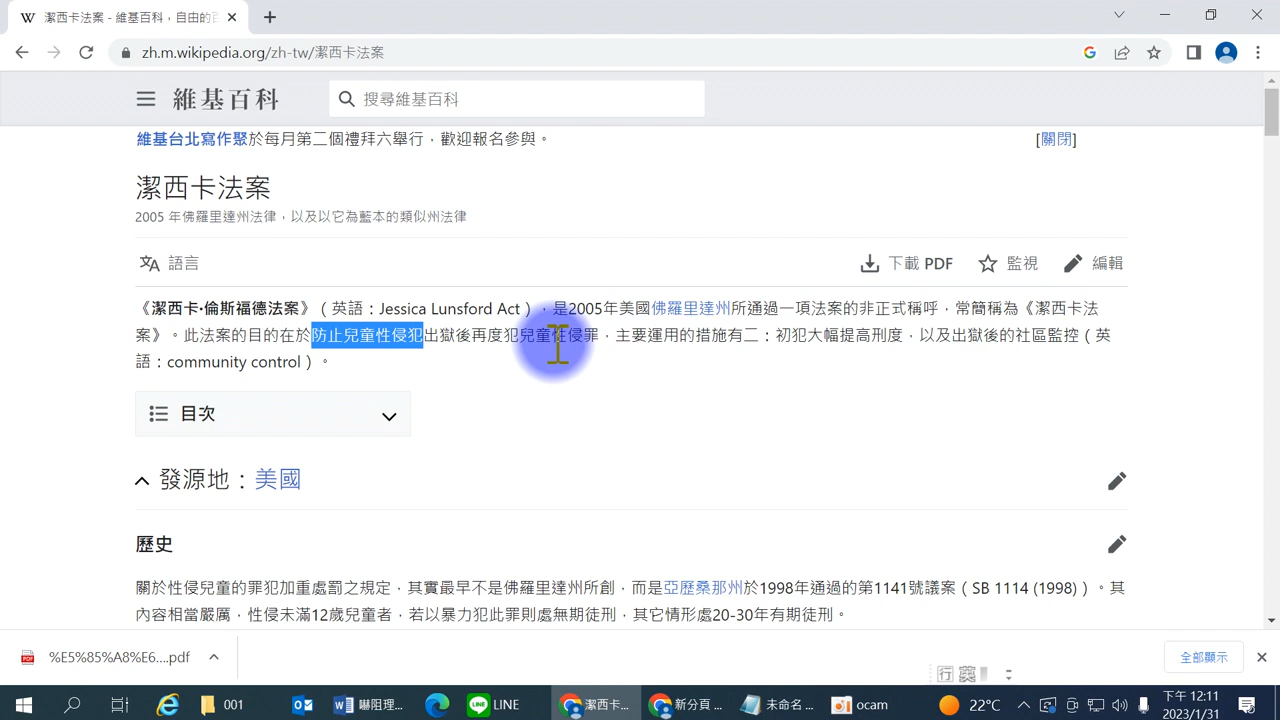 潔西卡法案 - 維基百科，自由的百
zh.m.wikipedia.org/zh-tw/潔西卡法案
維基百科
搜尋維基百科
維基台北寫作聚於每月第二個禮拜六舉行，歡迎報名參與。
[關閉]
潔西卡法案
2005 年佛羅里達州法律，以及以它為藍本的類似州法律
語言
下載 PDF
監視
編輯
《潔西卡·倫斯福德法案》（英語：Jessica Lunsford Act），是2005年美國佛羅里達州所通過一項法案的非正式稱呼，常簡稱為《潔西卡法
案》。此法案的目的在於防止兒童性侵犯出獄後再度犯兒童性侵罪，主要運用的措施有二：初犯大幅提高刑度，以及出獄後的社區監控（英
語：community control）。
目次
發源地：美國
歷史
關於性侵兒童的罪犯加重處罰之規定，其實最早不是佛羅里達州所創，而是亞歷桑那州於1998年通過的第1141號議案（SB 1114 (1998)）。其
內容相當嚴厲，性侵未滿12歲兒童者，若以暴力犯此罪則處無期徒刑，其它情形處20-30年有期徒刑。
%E5%85%A8%E6....pdf
全部顯示
行 英
001
嚇阻理...
LINE
潔西卡...
新分頁 ...
未命名 ...
ocam
22°C
下午 12:11
2023/1/31